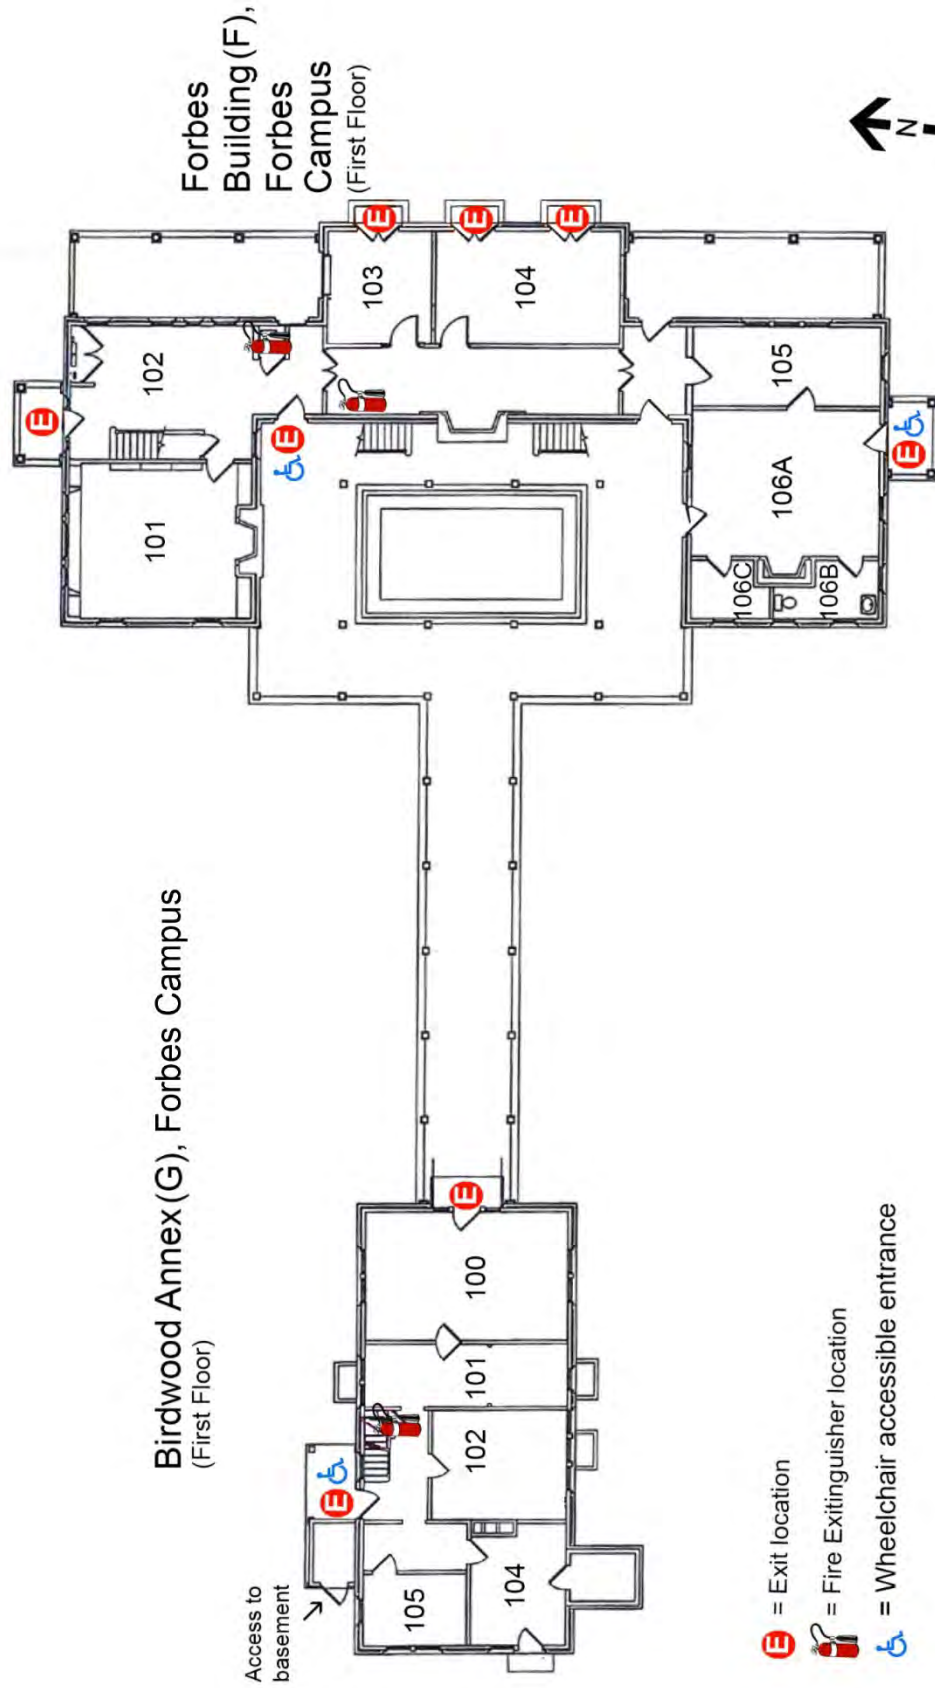 Forbes
Building (F),
Forbes
Campus
(First Floor)
N
E
E
E
E
E
E
103
104
102
101
105
106A
106C
106B
Birdwood Annex (G), Forbes Campus
(First Floor)
E
E
100
101
102
104
105
Access to
basement
E = Exit location
= Fire Exitinguisher location
= Wheelchair accessible entrance